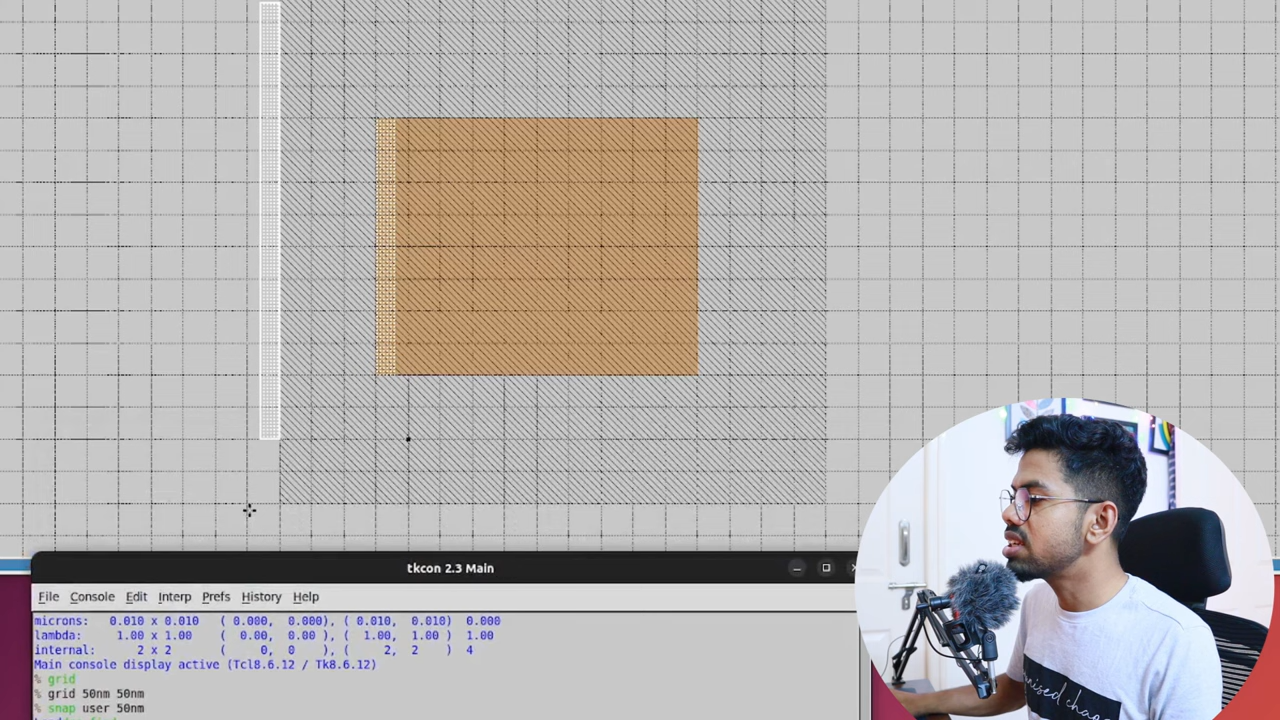 tkcon 2.3 Main
File Console Edit Interp Prefs History Help
microns: 0.010 x 0.010 ( 0.000, 0.000), ( 0.010, 0.010) 0.000
lambda: 1.00 x 1.00 ( 0.00, 0.00 ), ( 1.00, 1.00 ) 1.00
internal: 2 x 2 ( 0, 0 ), ( 2, 2 ) 4
Main console display active (Tcl8.6.12 / Tk8.6.12)
% grid
% grid 50nm 50nm
% snap user 50nm